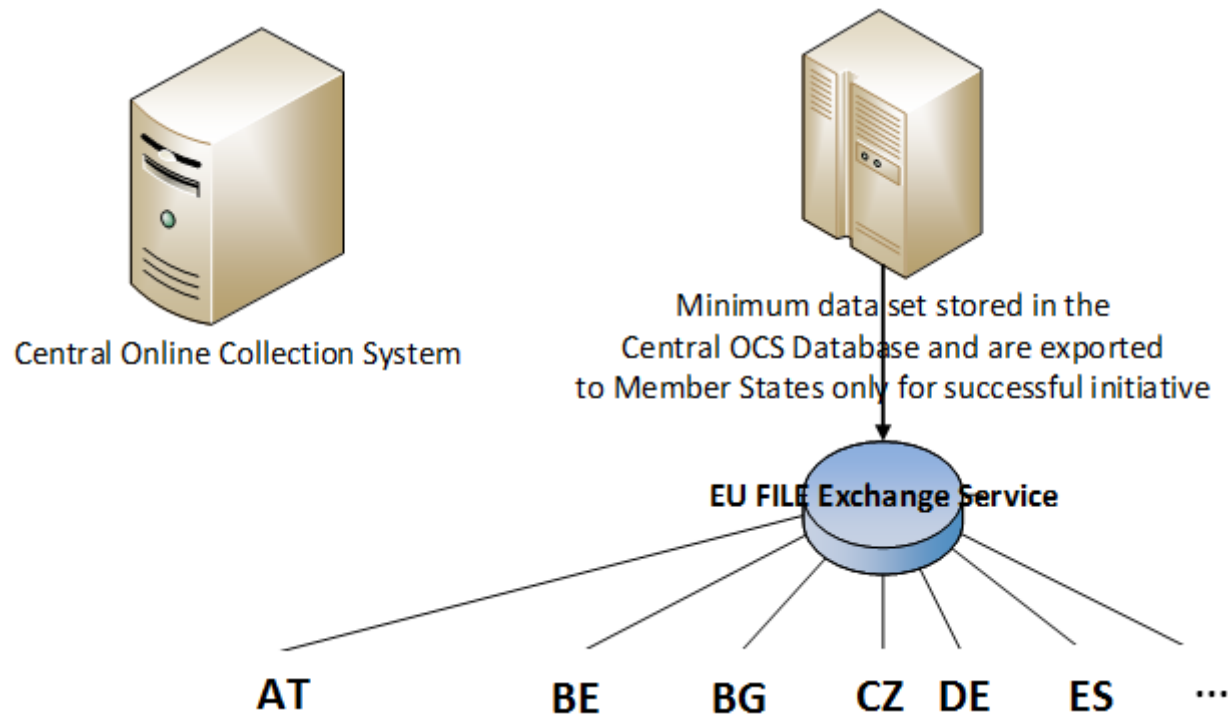 Central Online Collection System
Minimum data set stored in the
Central OCS Database and are exported
to Member States only for successful initiative
EU FILE Exchange Service
AT BE BG CZ DE ES ...